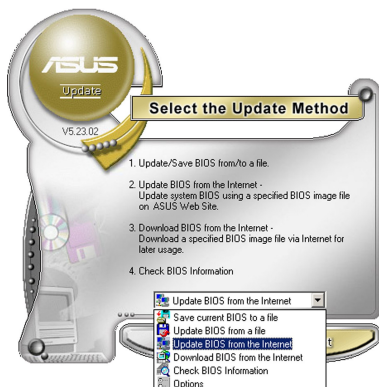 ASUS
Update
V5.23.02
Select the Update Method
1. Update/Save BIOS from/to a file.
2. Update BIOS from the Internet -
Update system BIOS using a specified BIOS image file
on ASUS Web Site.
3. Download BIOS from the Internet -
Download a specified BIOS image file via Internet for
later usage.
4. Check BIOS Information
Update BIOS from the Internet
Save current BIOS to a file
Update BIOS from a file
Update BIOS from the Internet
Download BIOS from the Internet
Check BIOS Information
Options